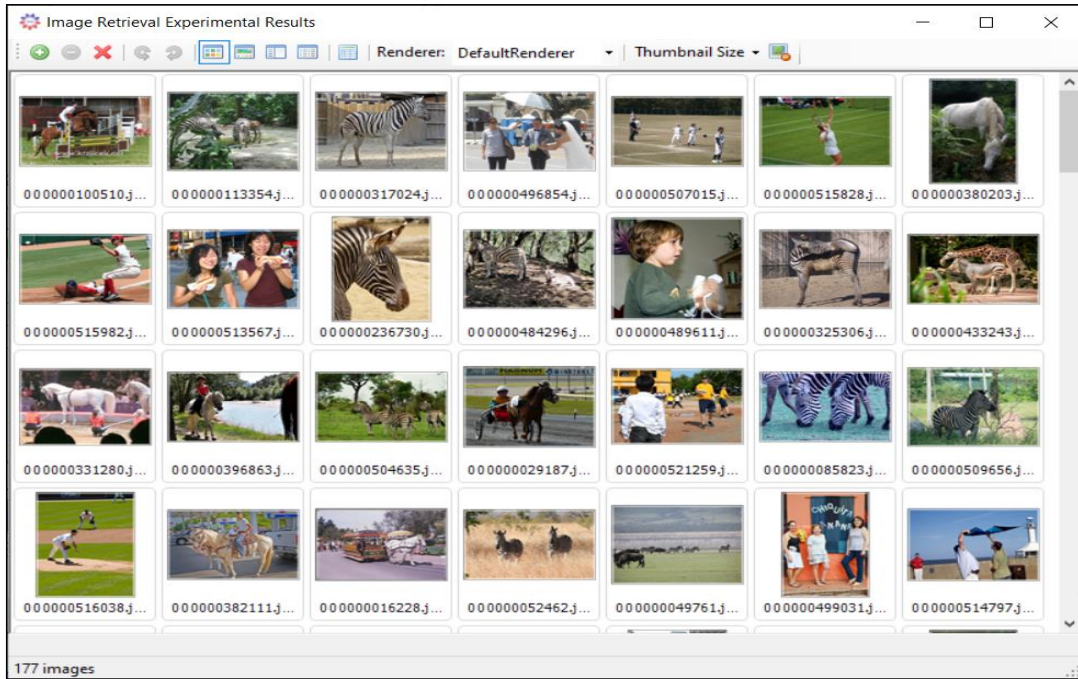 Image Retrieval Experimental Results
Renderer: DefaultRenderer Thumbnail Size
000000100510.j... 000000113354.j... 000000317024.j... 000000496854.j... 000000507015.j... 000000515828.j... 000000380203.j...
000000515982.j... 000000513567.j... 000000236730.j... 000000484296.j... 000000489611.j... 000000325306.j... 000000433243.j...
000000331280.j... 000000396863.j... 000000504635.j... 000000029187.j... 000000521259.j... 000000085823.j... 000000509656.j...
CHIQUITA
BANANA
000000516038.j... 000000382111.j... 000000016228.j... 000000052462.j... 000000049761.j... 000000499031.j... 000000514797.j...
177 images